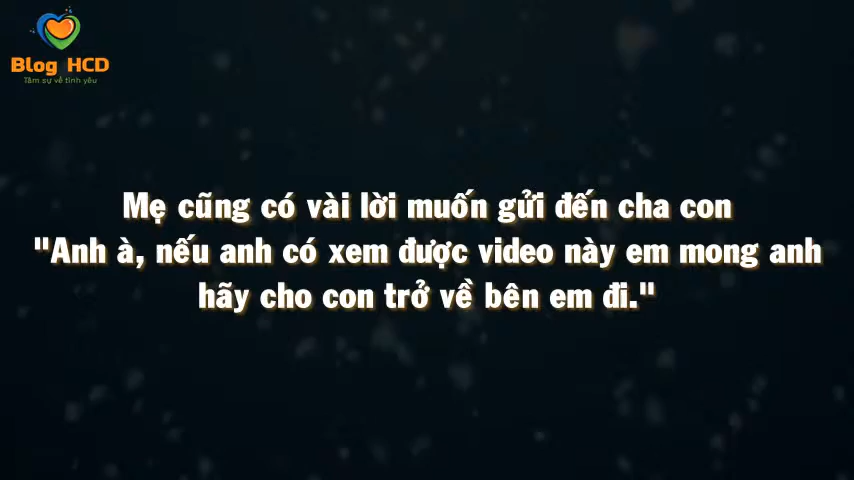 Blog HCD
Tâm sự về tình yêu
Mẹ cũng có vài lời muốn gửi đến cha con
"Anh à, nếu anh có xem được video này em mong anh
hãy cho con trở về bên em đi."